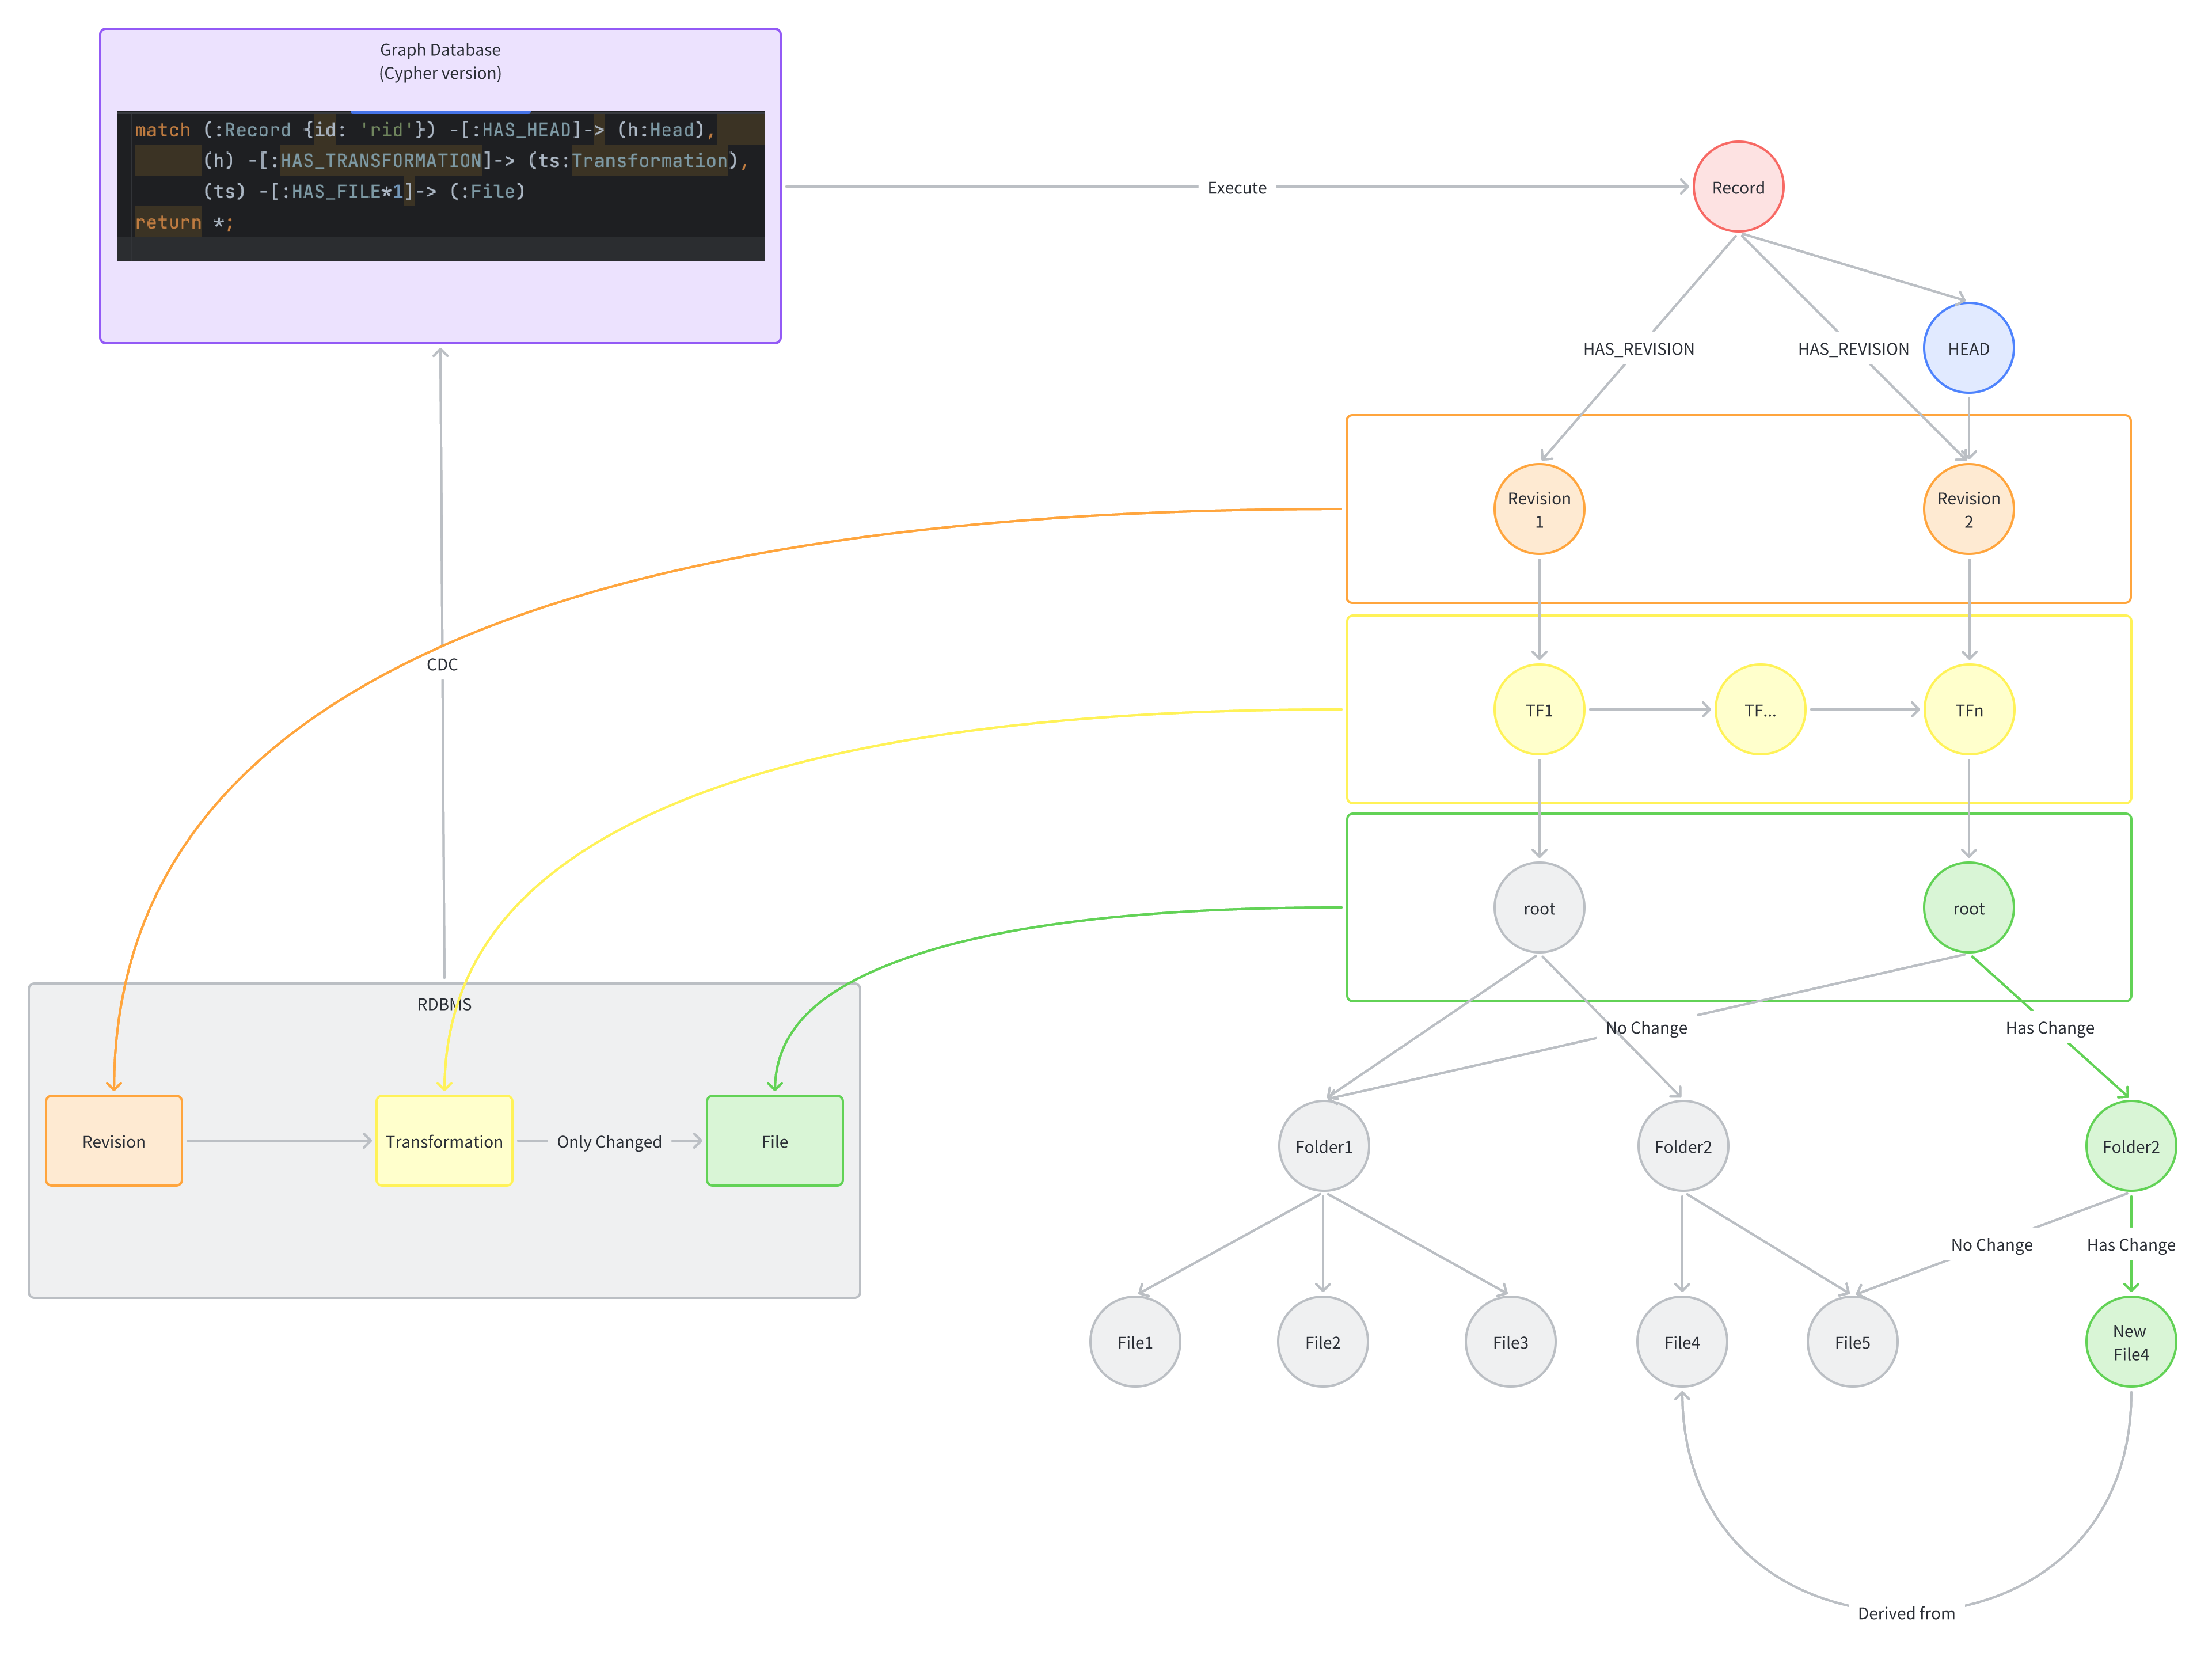 Graph Database
(Cypher version)
match (:Record {id: 'rid'}) -[:HAS_HEAD]-> (h:Head),
(h) -[:HAS_TRANSFORMATION]-> (ts:Transformation),
(ts) -[:HAS_FILE*1]-> (:File)
return *;
Execute
Record
HAS_REVISION
HAS_REVISION
HEAD
Revision
1
Revision
2
CDC
TF1
TF...
TFn
root
root
RDBMS
No Change
Has Change
Revision
Transformation
Only Changed
File
Folder1
Folder2
Folder2
No Change
Has Change
File1
File2
File3
File4
File5
New
File4
Derived from